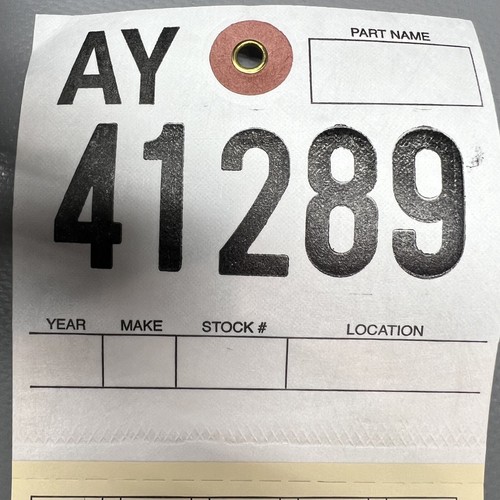 AY
PART NAME
41289
YEAR MAKE STOCK # LOCATION